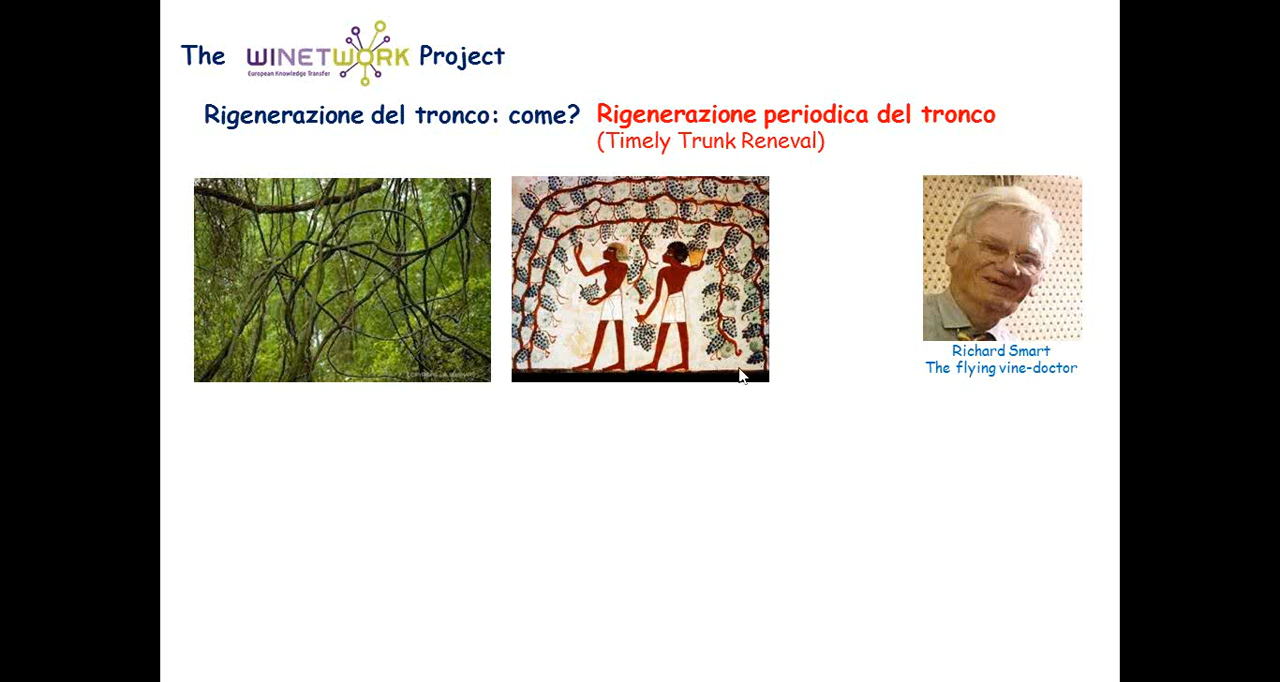 The WINETWORK Project
European Knowledge Transfer
Rigenerazione del tronco: come? Rigenerazione periodica del tronco
(Timely Trunk Reneval)
Richard Smart
The flying vine-doctor